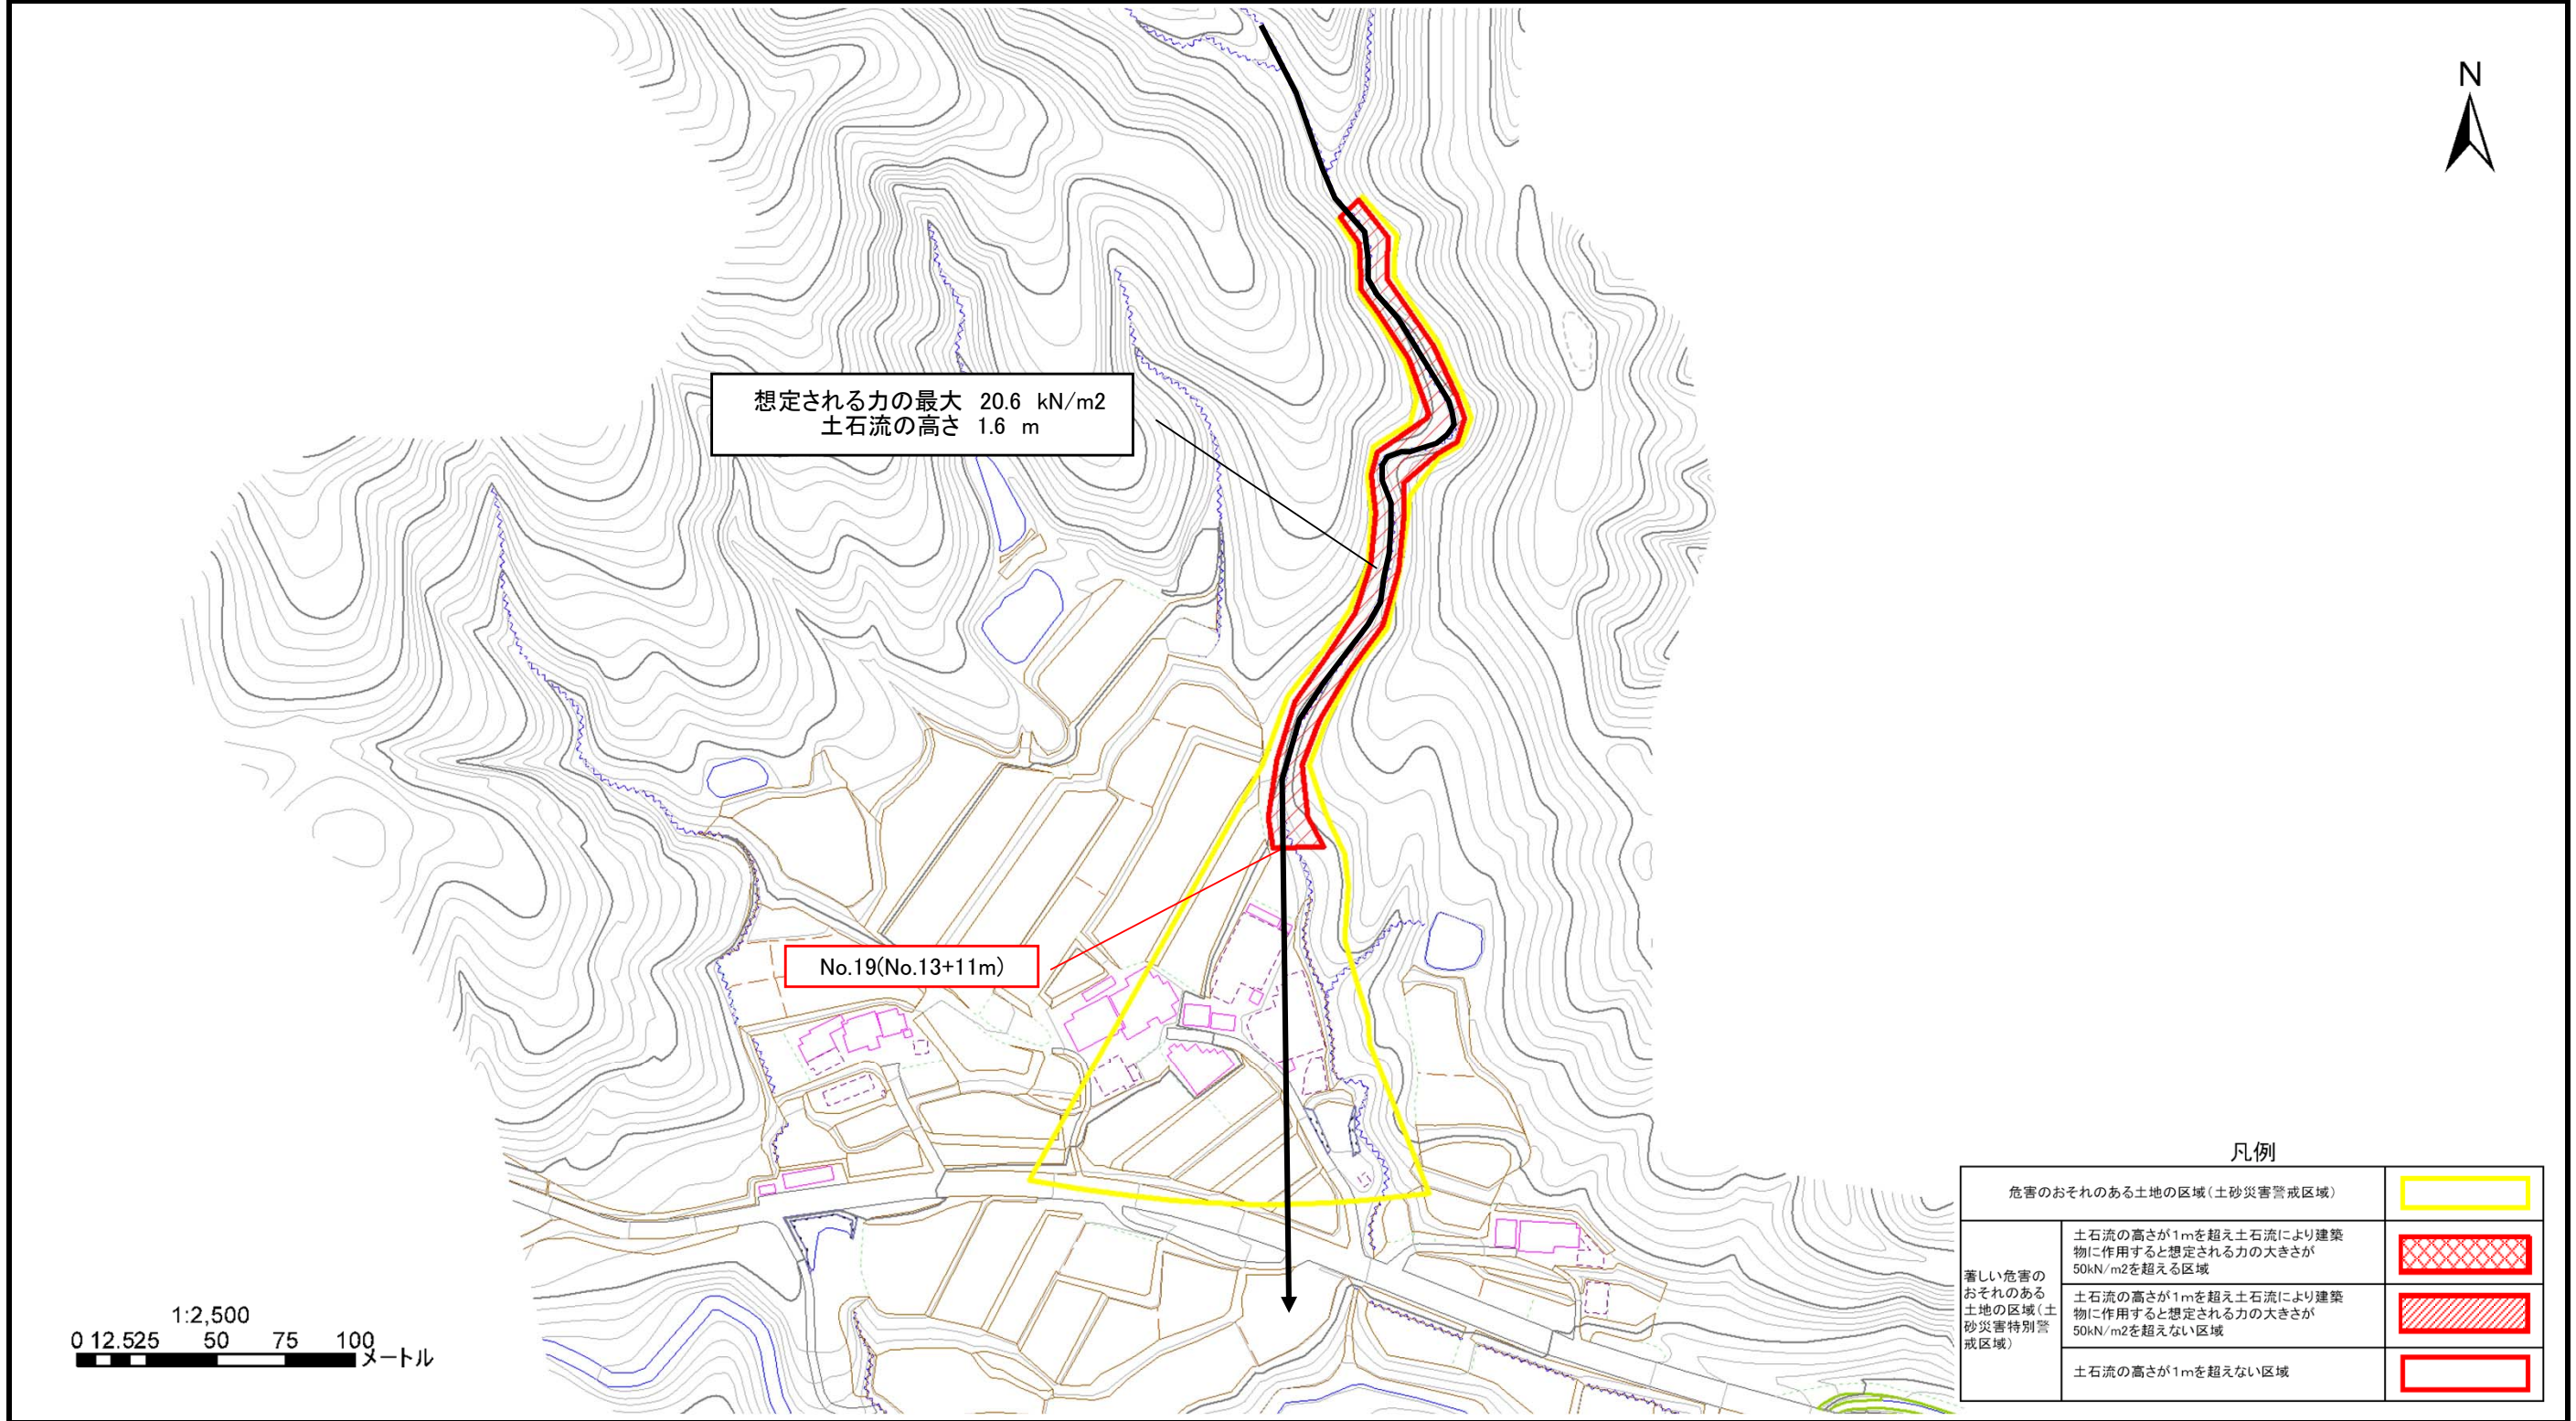 N
想定される力の最大 20.6 kN/m2
土石流の高さ 1.6 m
No.19(No.13+11m)
凡例
危害のおそれのある土地の区域(土砂災害警戒区域)
著しい危害の
おそれのある
土地の区域(土
砂災害特別警
戒区域)
土石流の高さが1mを超え土石流により建築
物に作用すると想定される力の大きさが
50kN/m2を超える区域
土石流の高さが1mを超え土石流により建築
物に作用すると想定される力の大きさが
50kN/m2を超えない区域
土石流の高さが1mを超えない区域
1:2,500
0 12.525 50 75 100
メートル